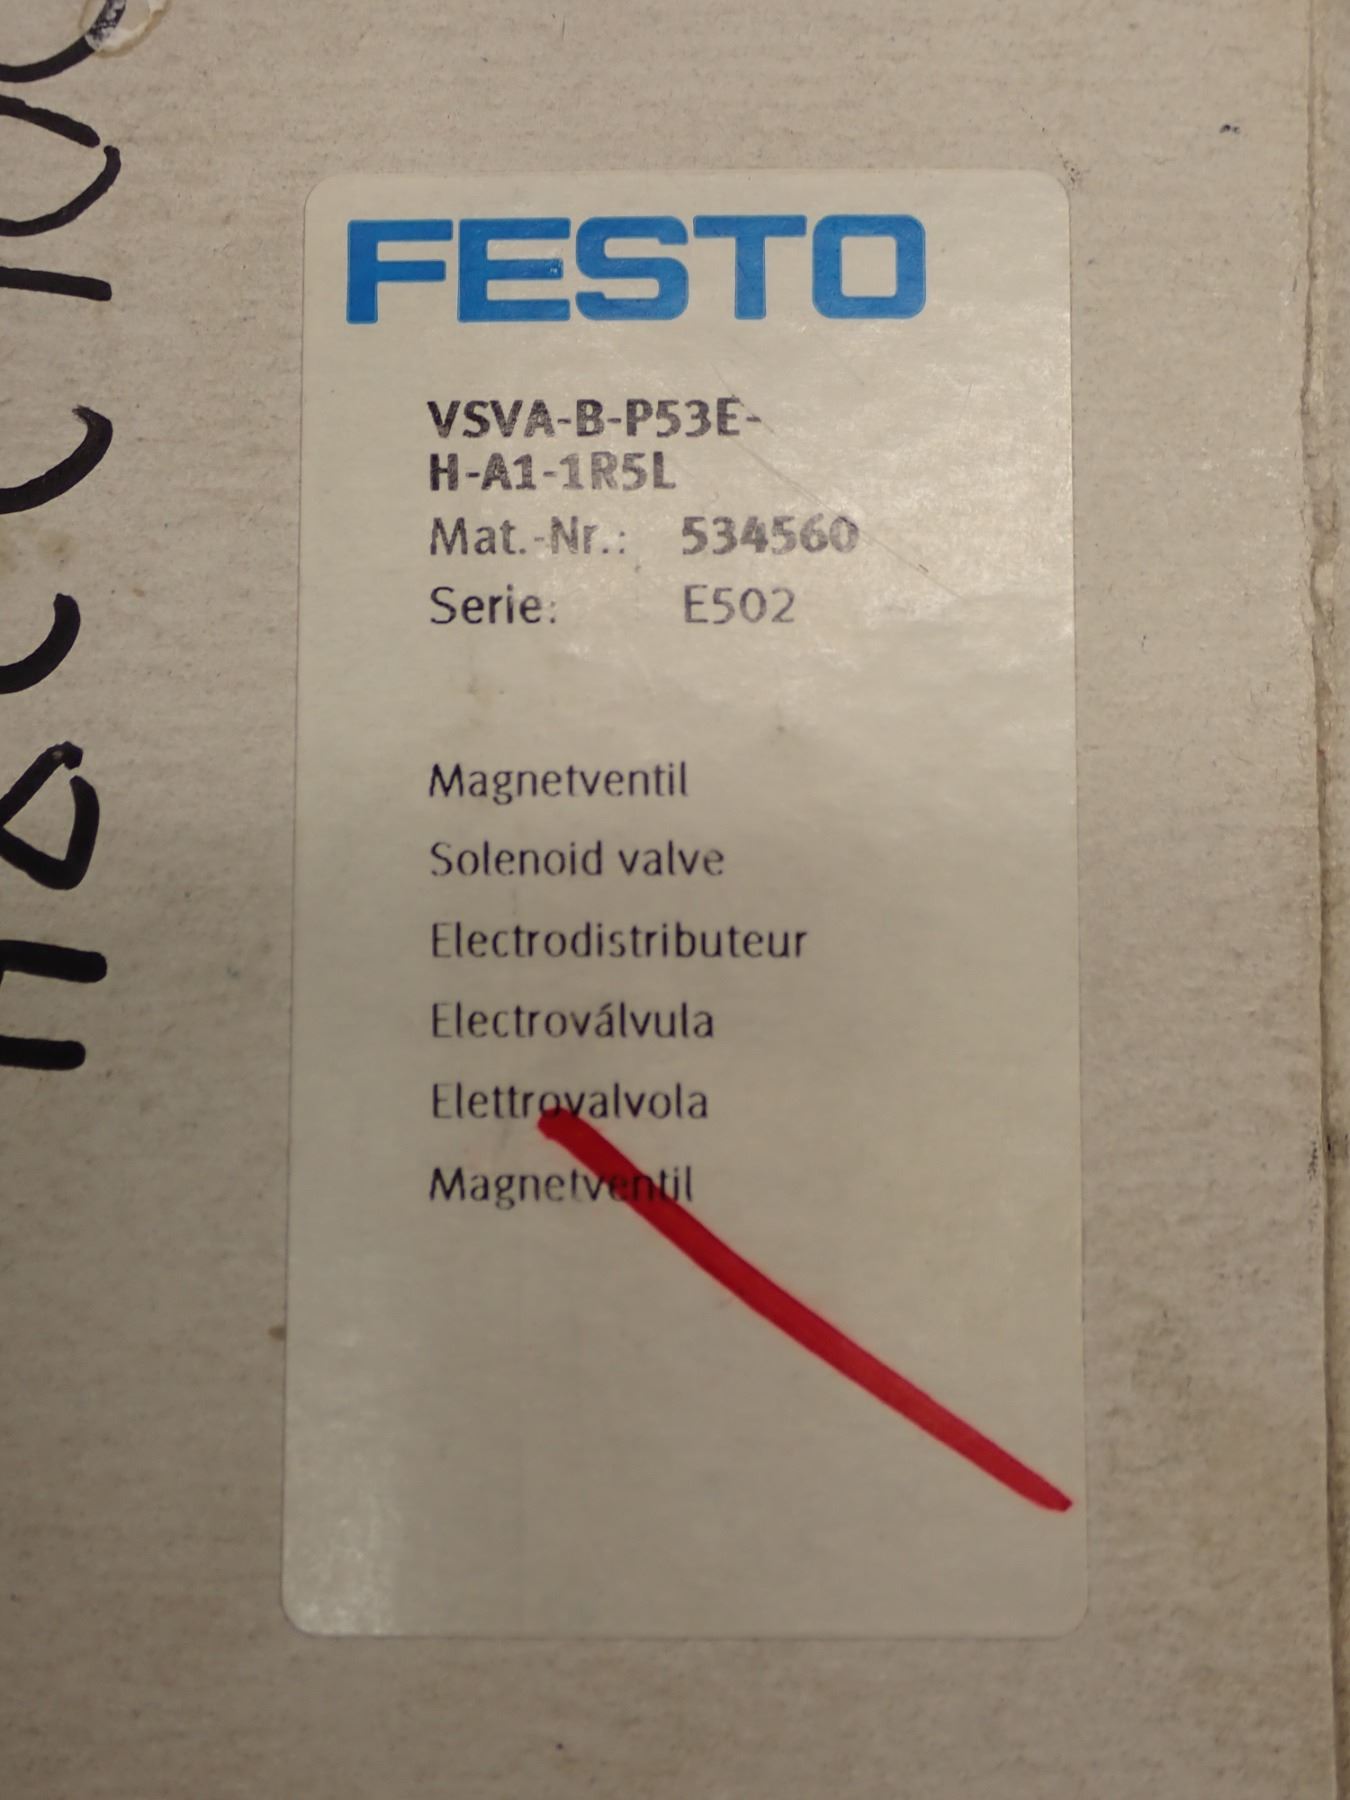 FESTO
VSVA-B-P53E-
H-A1-1R5L
Mat.-Nr.: 534560
Serie: E502
Magnetventil
Solenoid valve
Electrodistributeur
Electroválvula
Elettrovalvola
Magnetventil